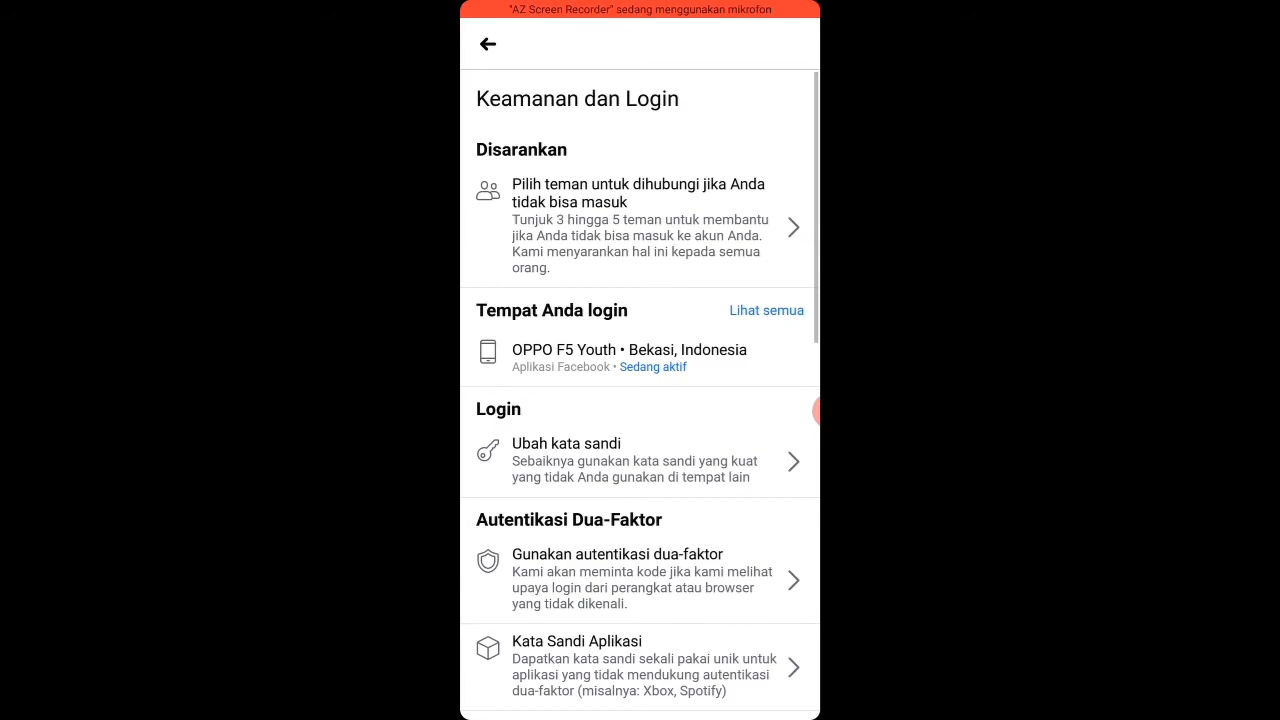 "AZ Screen Recorder" sedang menggunakan mikrofon
Keamanan dan Login
Disarankan
Pilih teman untuk dihubungi jika Anda
tidak bisa masuk
Tunjuk 3 hingga 5 teman untuk membantu
jika Anda tidak bisa masuk ke akun Anda.
Kami menyarankan hal ini kepada semua
orang.
Tempat Anda login
Lihat semua
OPPO F5 Youth • Bekasi, Indonesia
Aplikasi Facebook • Sedang aktif
Login
Ubah kata sandi
Sebaiknya gunakan kata sandi yang kuat
yang tidak Anda gunakan di tempat lain
Autentikasi Dua-Faktor
Gunakan autentikasi dua-faktor
Kami akan meminta kode jika kami melihat
upaya login dari perangkat atau browser
yang tidak dikenali.
Kata Sandi Aplikasi
Dapatkan kata sandi sekali pakai unik untuk
aplikasi yang tidak mendukung autentikasi
dua-faktor (misalnya: Xbox, Spotify)